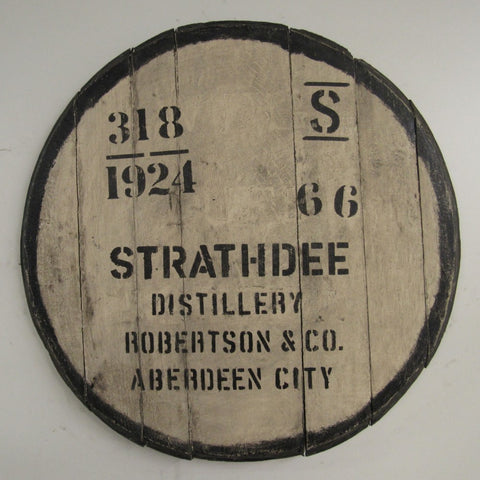 318
1924
S
66
STRATHDEE
DISTILLERY
ROBERTSON & CO.
ABERDEEN CITY